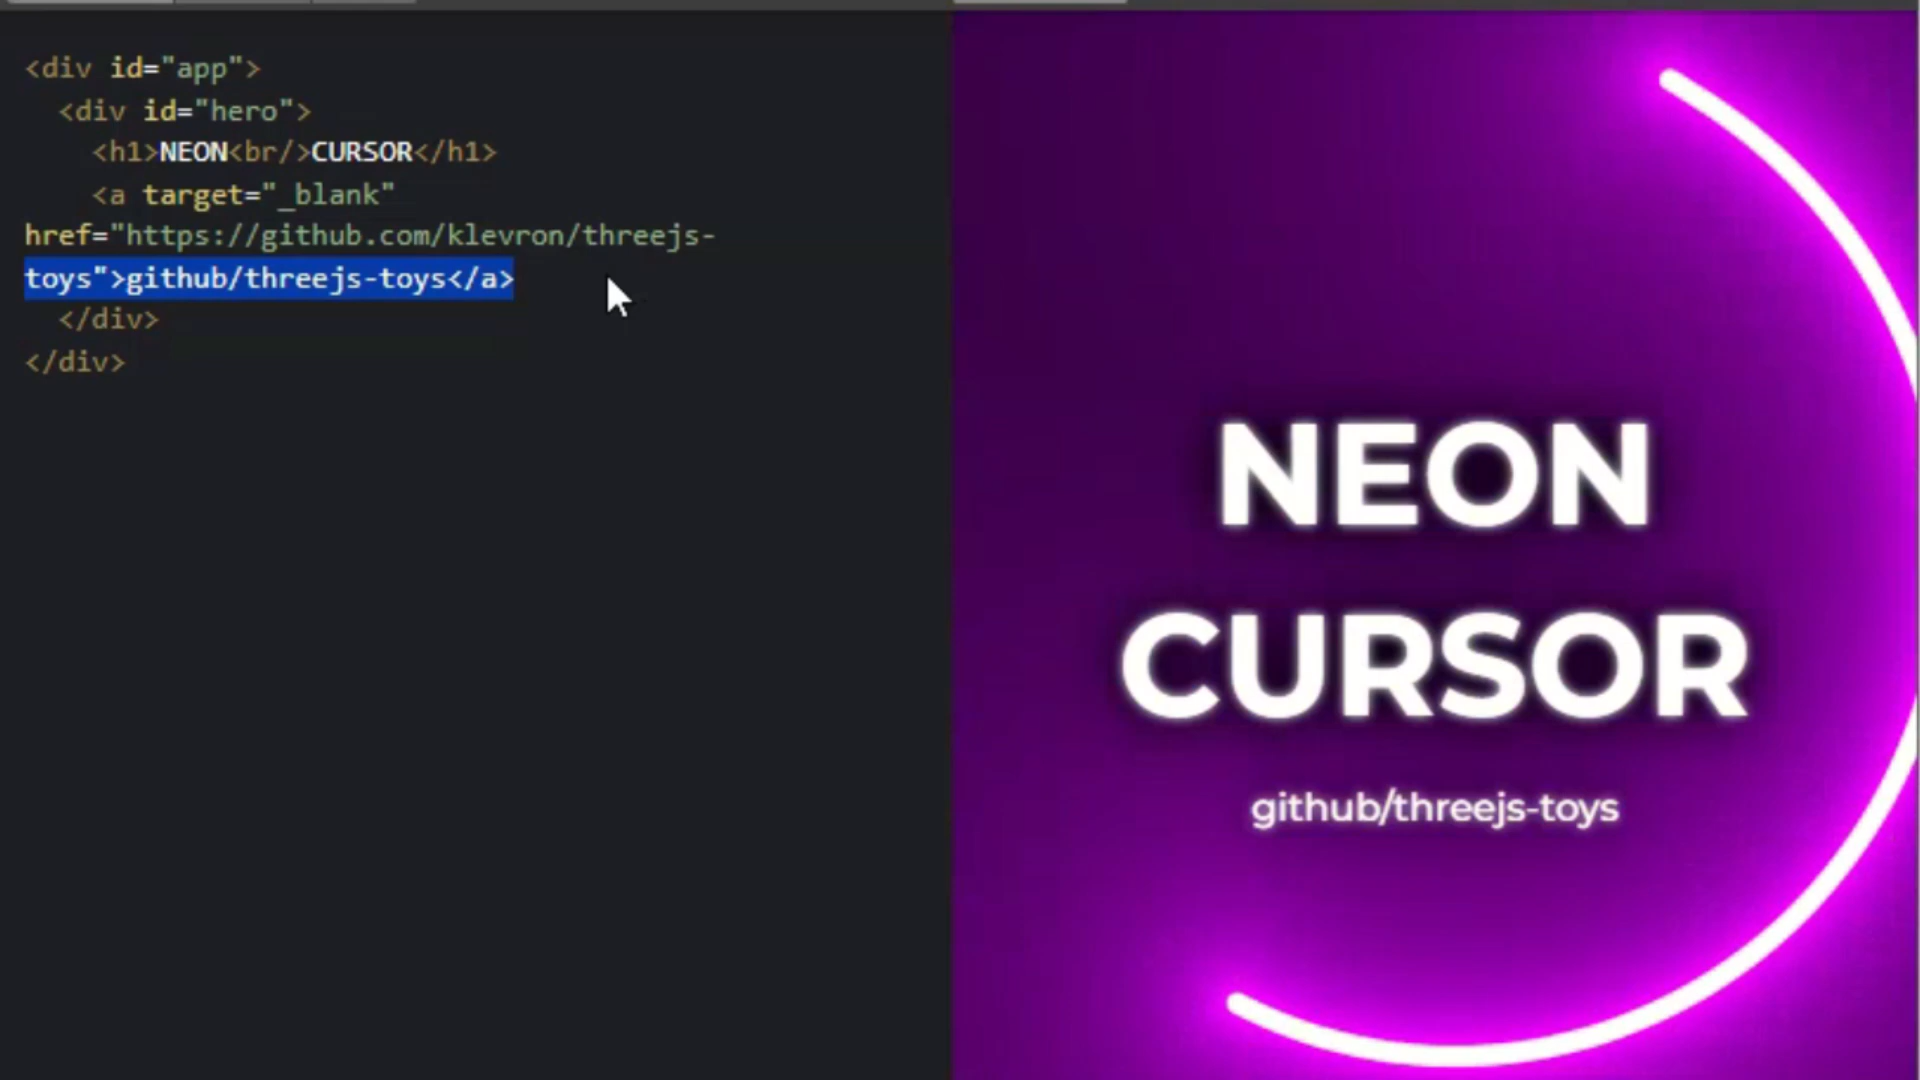 <div id="app">
<div id="hero">
<h1>NEON<br/>CURSOR</h1>
<a target="_blank"
href="https://github.com/klevron/threejs-
toys">github/threejs-toys</a>
</div>
</div>
NEON
CURSOR
github/threejs-toys